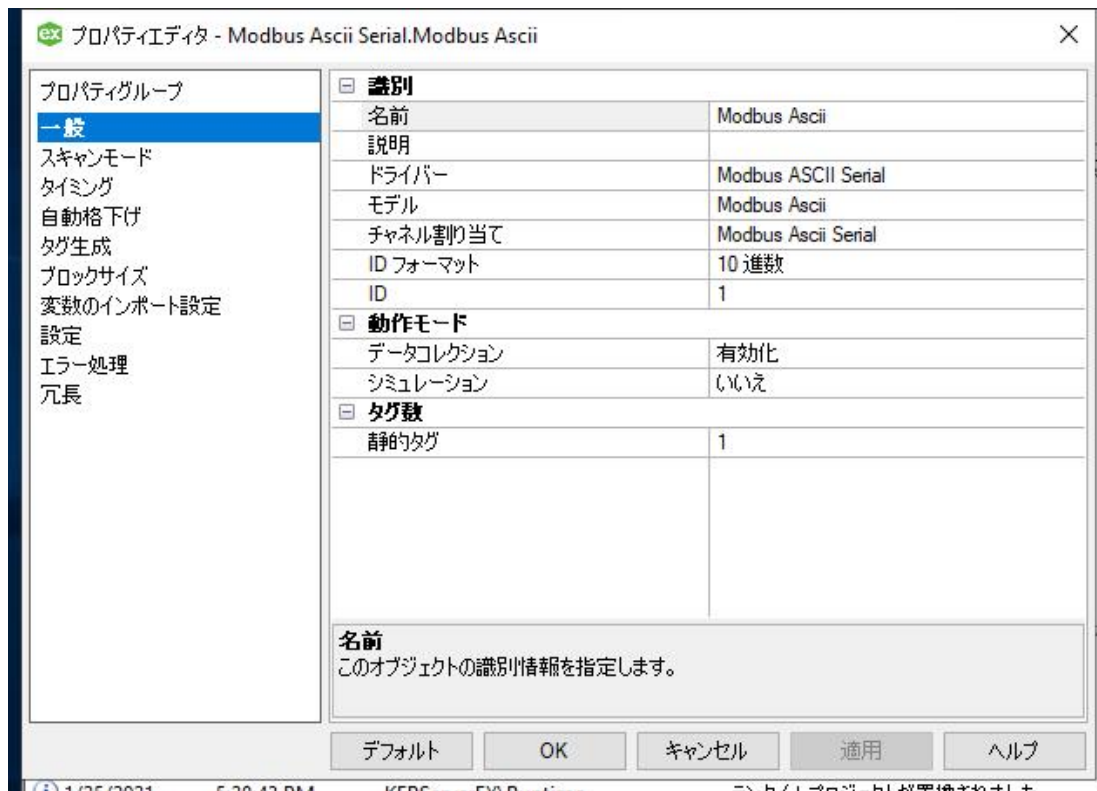 ex プロパティエディタ - Modbus Ascii Serial.Modbus Ascii
プロパティグループ
一般
スキャンモード
タイミング
自動格下げ
タグ生成
ブロックサイズ
変数のインポート設定
設定
エラー処理
冗長
識別
名前 Modbus Ascii
説明
ドライバー Modbus ASCII Serial
モデル Modbus Ascii
チャネル割り当て Modbus Ascii Serial
ID フォーマット 10 進数
ID 1
動作モード
データコレクション 有効化
シミュレーション いいえ
タグ数
静的タグ 1
名前
このオブジェクトの識別情報を指定します。
デフォルト OK キャンセル 適用 ヘルプ